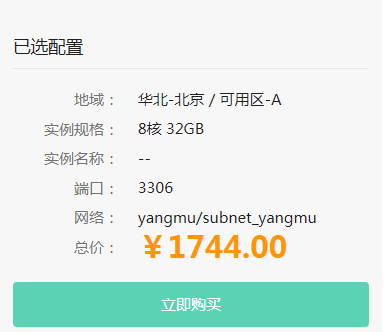 已选配置
地域： 华北-北京 / 可用区-A
实例规格： 8核 32GB
实例名称： --
端口： 3306
网络： yangmu/subnet_yangmu
总价： ￥1744.00
立即购买